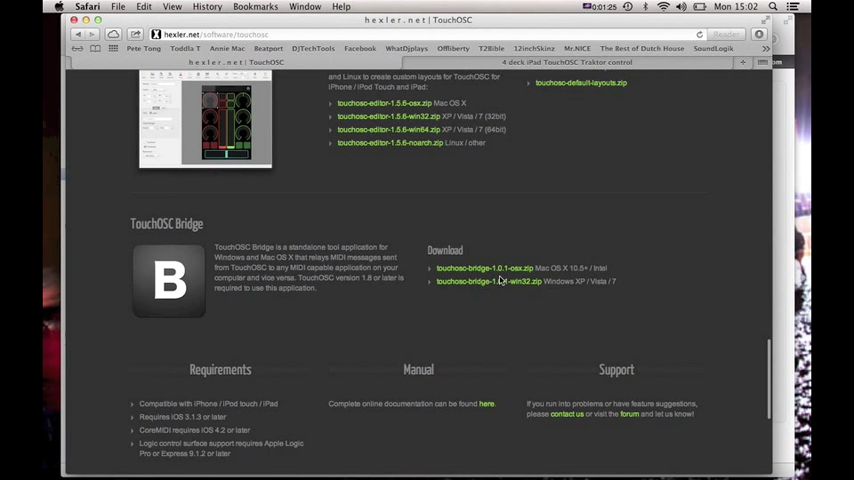 Safari File Edit View History Bookmarks Window Help
0:01:25 Mon 15:02
hexler.net | TouchOSC
hexler.net/software/touchosc
Reader
Pete Tong Toddla T Annie Mac Beatport DJTechTools Facebook WhatDJplays Offliberty T2Bible 12inchSkinz Mr.NICE The Best of Dutch House SoundLogik
hexler.net | TouchOSC
4 deck iPad TouchOSC Traktor control
and Linux to create custom layouts for TouchOSC for
iPhone / iPod Touch and iPad:
touchosc-editor-1.5.6-osx.zip Mac OS X
touchosc-editor-1.5.6-win32.zip XP / Vista / 7 (32bit)
touchosc-editor-1.5.6-win64.zip XP / Vista / 7 (64bit)
touchosc-editor-1.5.6-noarch.zip Linux / other
touchosc-default-layouts.zip
TouchOSC Bridge
B
TouchOSC Bridge is a standalone tool application for
Windows and Mac OS X that relays MIDI messages sent
from TouchOSC to any MIDI capable application on your
computer and vice versa. TouchOSC version 1.8 or later is
required to use this application.
Download
touchosc-bridge-1.0.1-osx.zip Mac OS X 10.5+ / Intel
Windows XP / Vista / 7
Requirements
Compatible with iPhone / iPod touch / iPad
Requires iOS 3.1.3 or later
CoreMIDI requires iOS 4.2 or later
Logic control surface support requires Apple Logic
Pro or Express 9.1.2 or later
Manual
Complete online documentation can be found here.
Support
If you run into problems or have feature suggestions,
please contact us or visit the forum and let us know!